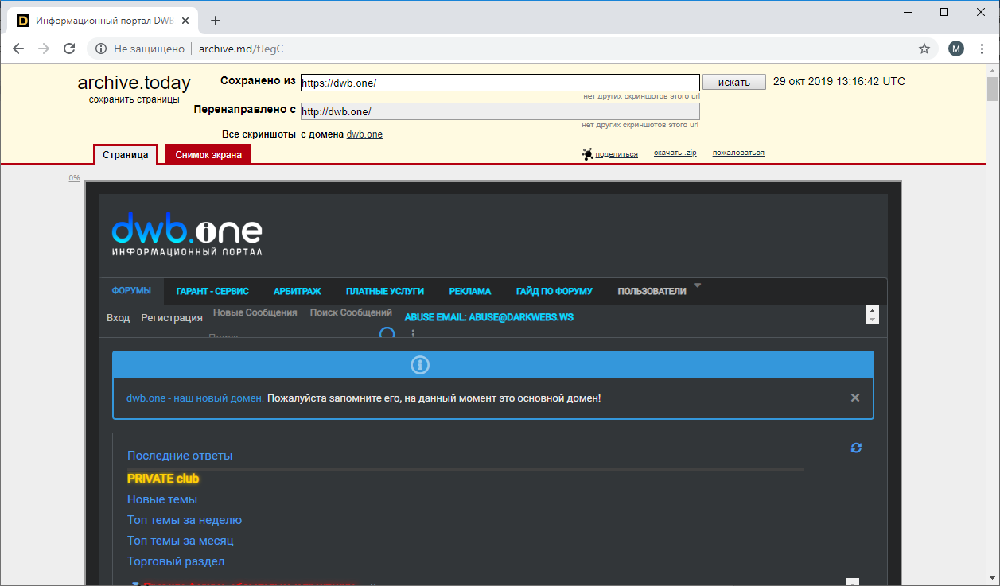 Информационный портал DWB
Не защищено archive.md/fJegC
M
archive.today
сохранить страницы
Сохранено из https://dwb.one/ искать 29 окт 2019 13:16:42 UTC
нет других скриншотов этого url
Перенаправлено с http://dwb.one/
нет других скриншотов этого url
Все скриншоты с домена dwb.one
Страница Снимок экрана поделиться скачать .zip пожаловаться
0%
dwb.one
ИНФОРМАЦИОННЫЙ ПОРТАЛ
ФОРУМЫ ГАРАНТ - СЕРВИС АРБИТРАЖ ПЛАТНЫЕ УСЛУГИ РЕКЛАМА ГАЙД ПО ФОРУМУ ПОЛЬЗОВАТЕЛИ
Вход Регистрация Новые Сообщения Поиск Сообщений ABUSE EMAIL: ABUSE@DARKWEBS.WS
Поиск
dwb.one - наш новый домен. Пожалуйста запомните его, на данный момент это основной домен!
Последние ответы
PRIVATE club
Новые темы
Топ темы за неделю
Топ темы за месяц
Торговый раздел